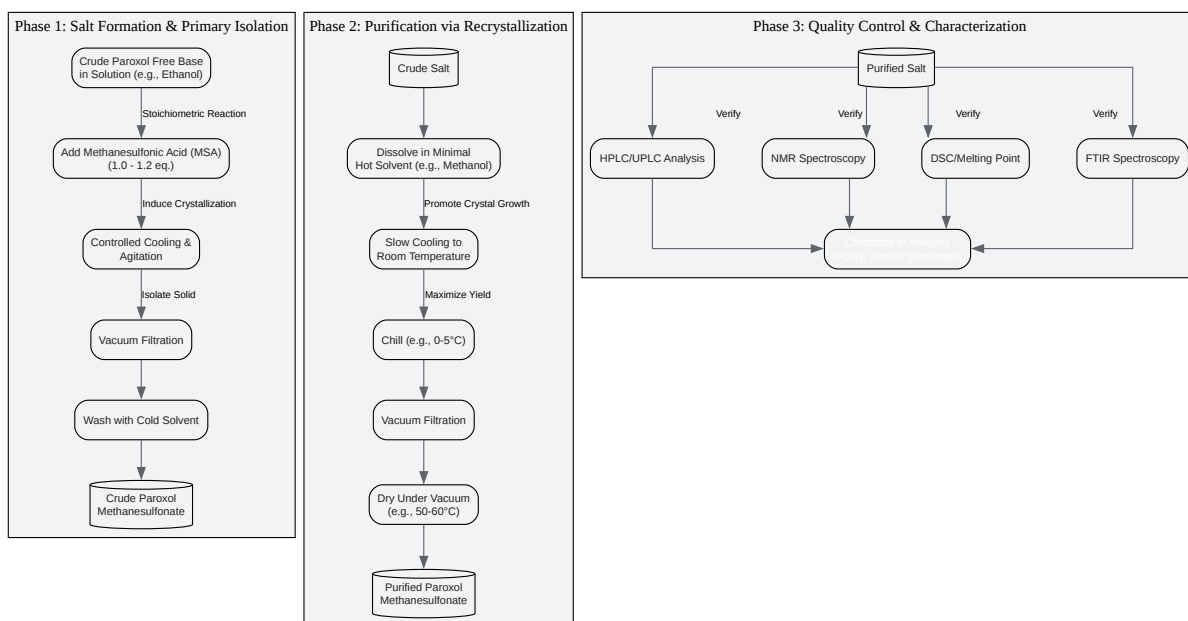 Phase 1: Salt Formation & Primary Isolation
Crude Paroxol Free Base
in Solution (e.g., Ethanol)
Stoichiometric Reaction
Add Methanesulfonic Acid (MSA)
(1.0 - 1.2 eq.)
Induce Crystallization
Controlled Cooling &
Agitation
Isolate Solid
Vacuum Filtration
Wash with Cold Solvent
Crude Paroxol
Methanesulfonate
Phase 2: Purification via Recrystallization
Crude Salt
Dissolve in Minimal
Hot Solvent (e.g., Methanol)
Promote Crystal Growth
Slow Cooling to
Room Temperature
Maximize Yield
Chill (e.g., 0-5°C)
Vacuum Filtration
Dry Under Vacuum
(e.g., 50-60°C)
Purified Paroxol
Methanesulfonate
Phase 3: Quality Control & Characterization
Purified Salt
Verify
Verify
Verify
Verify
HPLC/UPLC Analysis
NMR Spectroscopy
DSC/Melting Point
FTIR Spectroscopy
Certificate of Analysis
(Purity, Identity Confirmed)